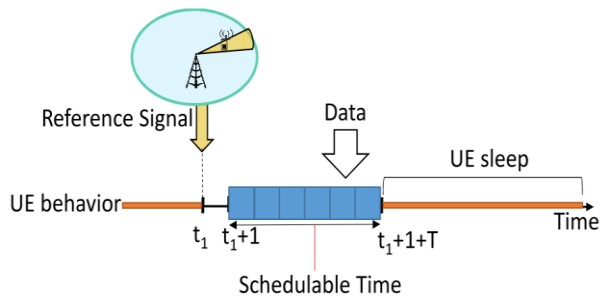 Reference Signal
Data
UE sleep
UE behavior
Time
t₁
t₁+1
t₁+1+T
Schedulable Time